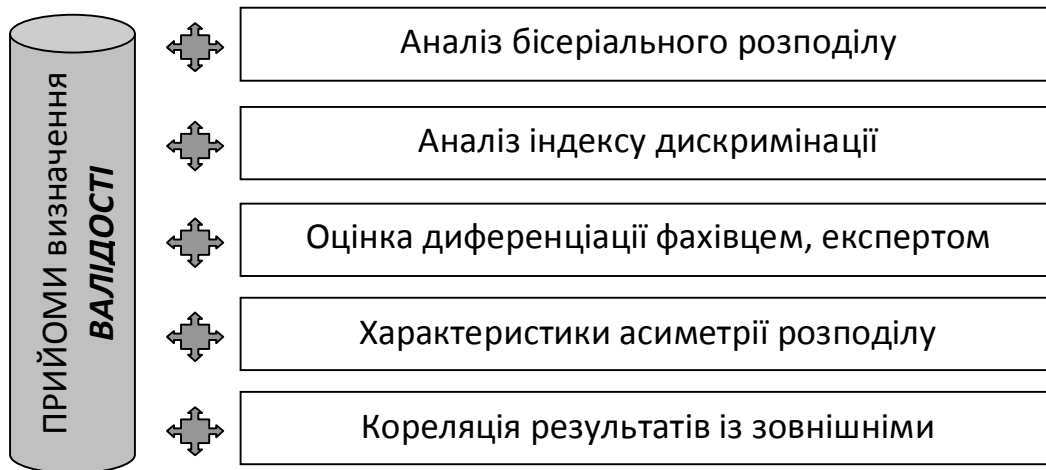 ПРИЙОМИ визначення
ВАЛІДОСТІ
Аналіз бісеріального розподілу
Аналіз індексу дискримінації
Оцінка диференціації фахівцем, експертом
Характеристики асиметрії розподілу
Кореляція результатів із зовнішніми